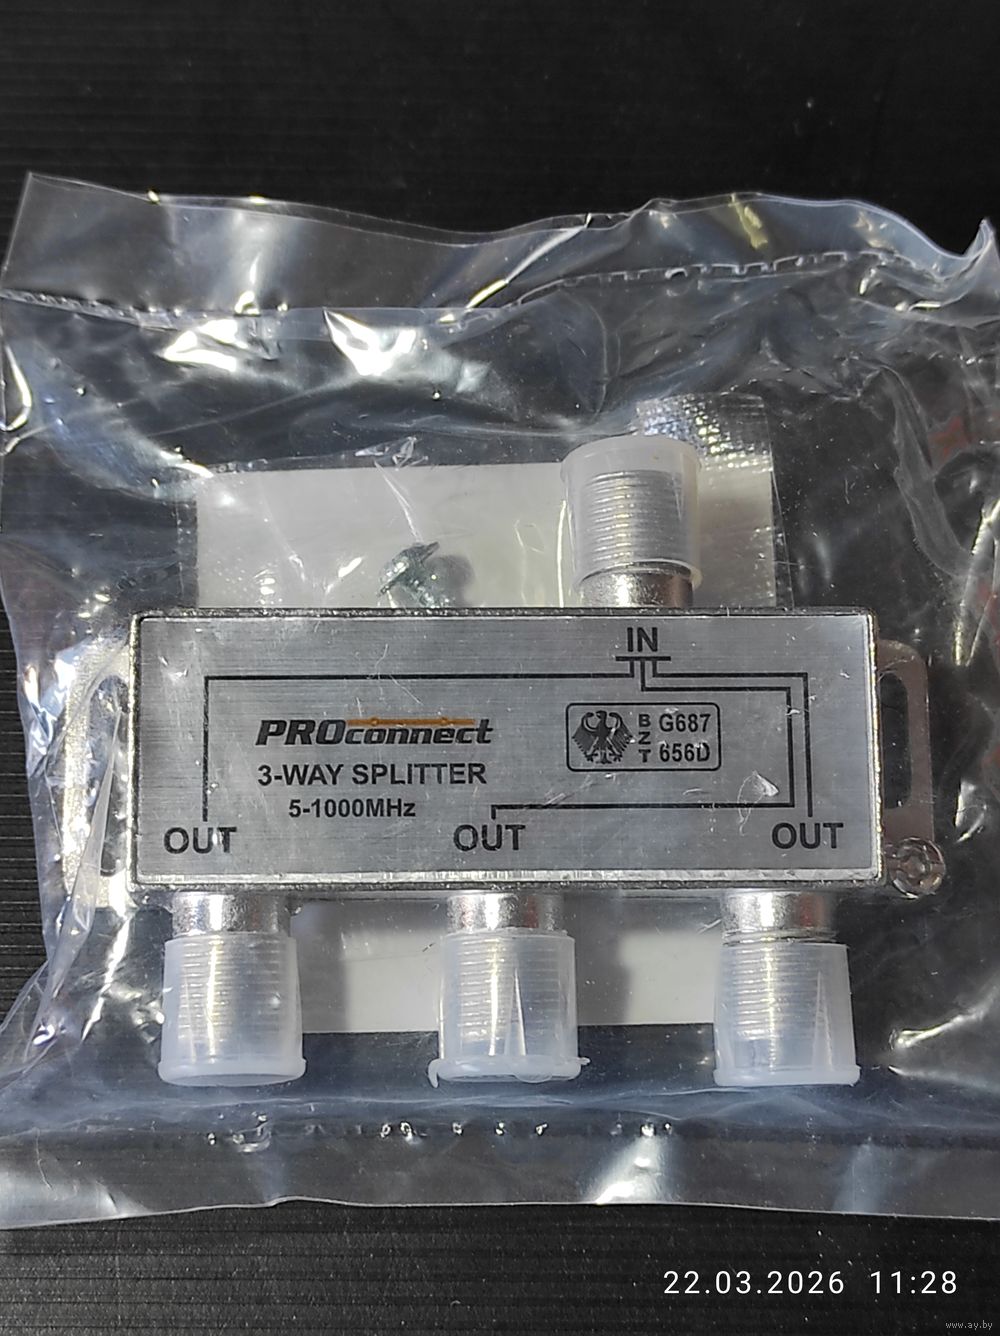 IN
PROconnect
3-WAY SPLITTER
5-1000MHz
BZT
G687
656D
OUT OUT OUT
22.03.2026 11:28
www.ay.by